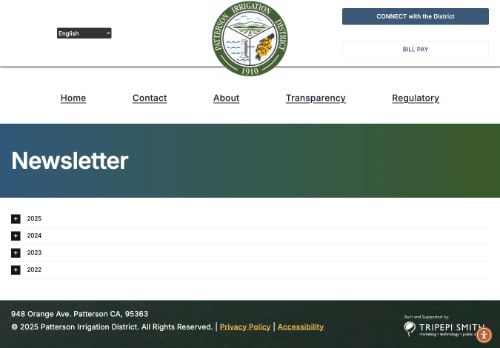 English
PATTERSON IRRIGATION DISTRICT
1910
CONNECT with the District
BILL PAY
Home
Contact
About
Transparency
Regulatory
Newsletter
2025
2024
2023
2022
948 Orange Ave. Patterson CA, 95363
© 2025 Patterson Irrigation District. All Rights Reserved. | Privacy Policy | Accessibility
Built and Supported by:
TRIPEPI SMITH
marketing • technology • public